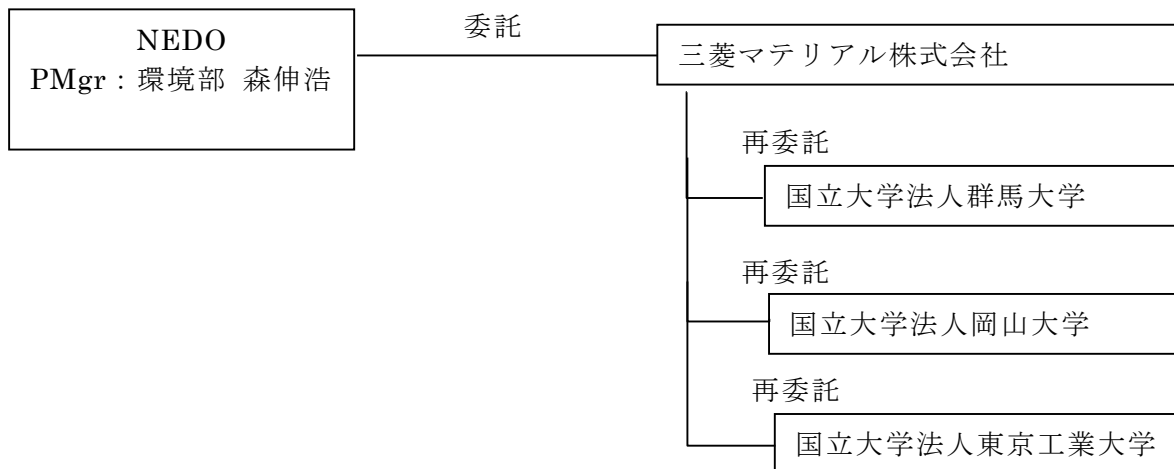 NEDO
PMgr：環境部 森伸浩
委託
三菱マテリアル株式会社
再委託
国立大学法人群馬大学
再委託
国立大学法人岡山大学
再委託
国立大学法人東京工業大学